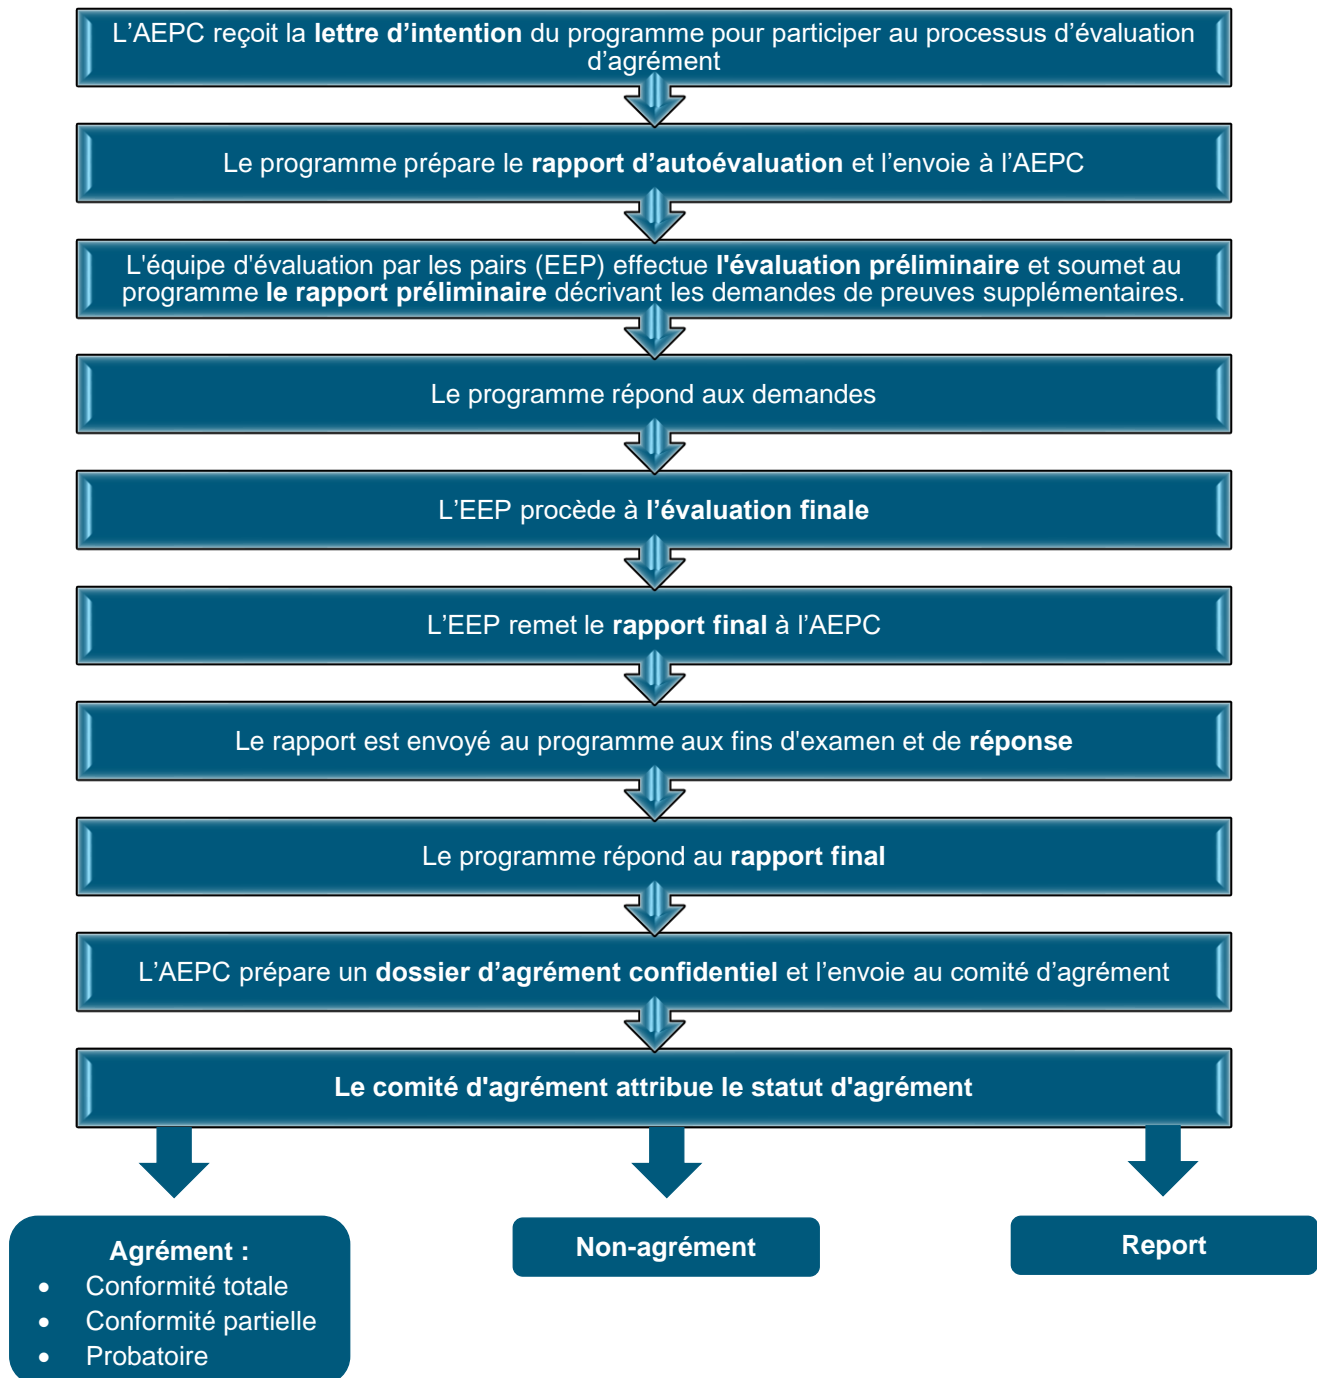 L’AEPC reçoit la lettre d’intention du programme pour participer au processus d’évaluation
d’agrément
Le programme prépare le rapport d’autoévaluation et l’envoie à l’AEPC
L'équipe d'évaluation par les pairs (EEP) effectue l'évaluation préliminaire et soumet au
programme le rapport préliminaire décrivant les demandes de preuves supplémentaires.
Le programme répond aux demandes
L’EEP procède à l’évaluation finale
L’EEP remet le rapport final à l’AEPC
Le rapport est envoyé au programme aux fins d'examen et de réponse
Le programme répond au rapport final
L’AEPC prépare un dossier d’agrément confidentiel et l’envoie au comité d’agrément
Le comité d'agrément attribue le statut d'agrément
Agrément :
• Conformité totale
• Conformité partielle
• Probatoire
Non-agrément
Report